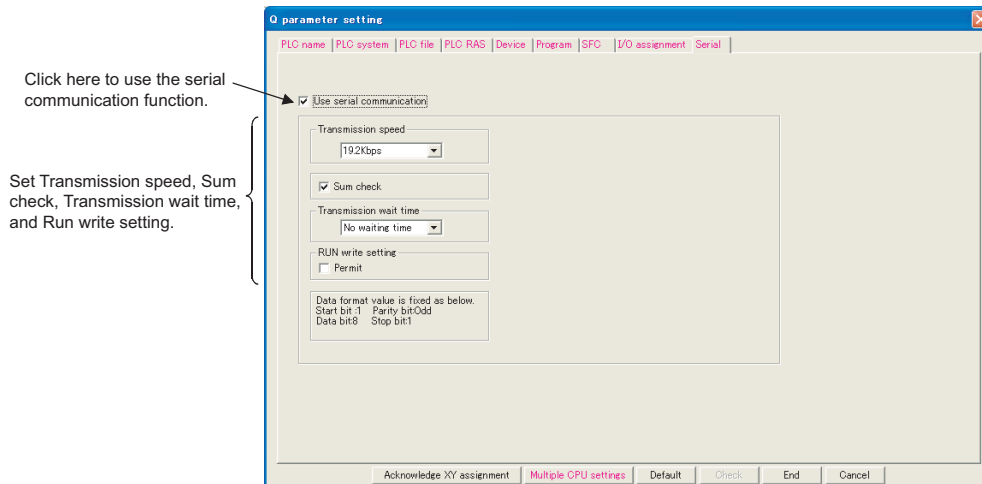 Q parameter setting
PLC name PLC system PLC file PLC RAS Device Program SFC I/O assignment Serial
Click here to use the serial
communication function.
Use serial communication
Transmission speed
19.2Kbps
Set Transmission speed, Sum
check, Transmission wait time,
and Run write setting.
Sum check
Transmission wait time
No waiting time
RUN write setting
Permit
Data format value is fixed as below.
Start bit :1 Parity bit:Odd
Data bit:8 Stop bit:1
Acknowledge XY assignment Multiple CPU settings Default Check End Cancel